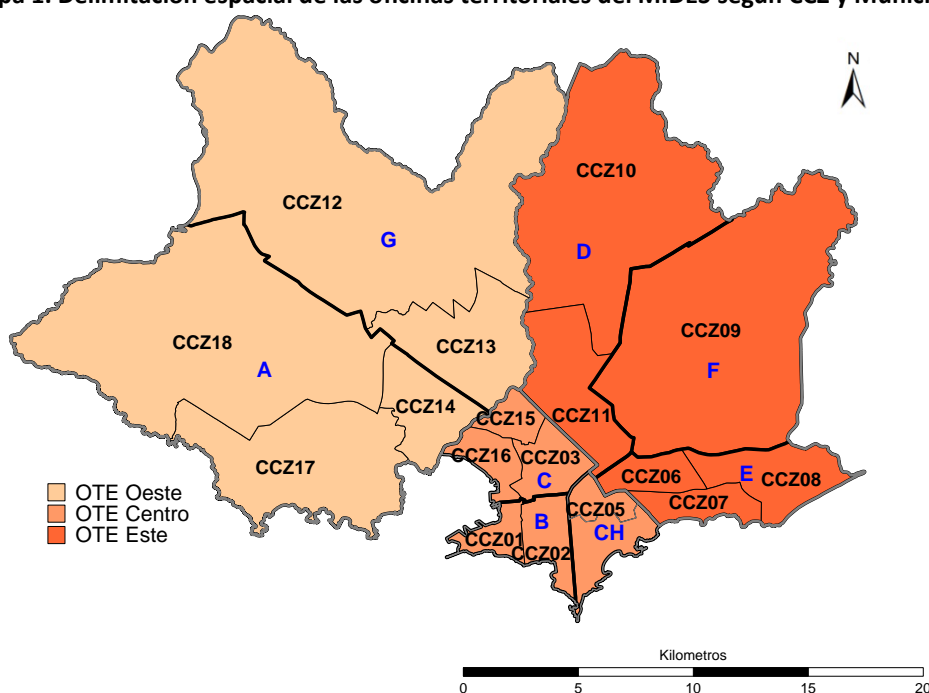 pa 1. Delimitación espacial de las oficinas territoriales del MIDES según CCZ y Munici
N
CCZ10
CCZ12
G
D
CCZ09
CCZ18
CCZ13
A
F
CCZ14
CCZ15
CCZ11
CCZ16
CCZ03
CCZ17
CCZ06
E
CCZ08
C
CCZ07
CCZ05
B
CH
CCZ01
CCZ02
OTE Oeste
OTE Centro
OTE Este
Kilometros
0 5 10 15 20